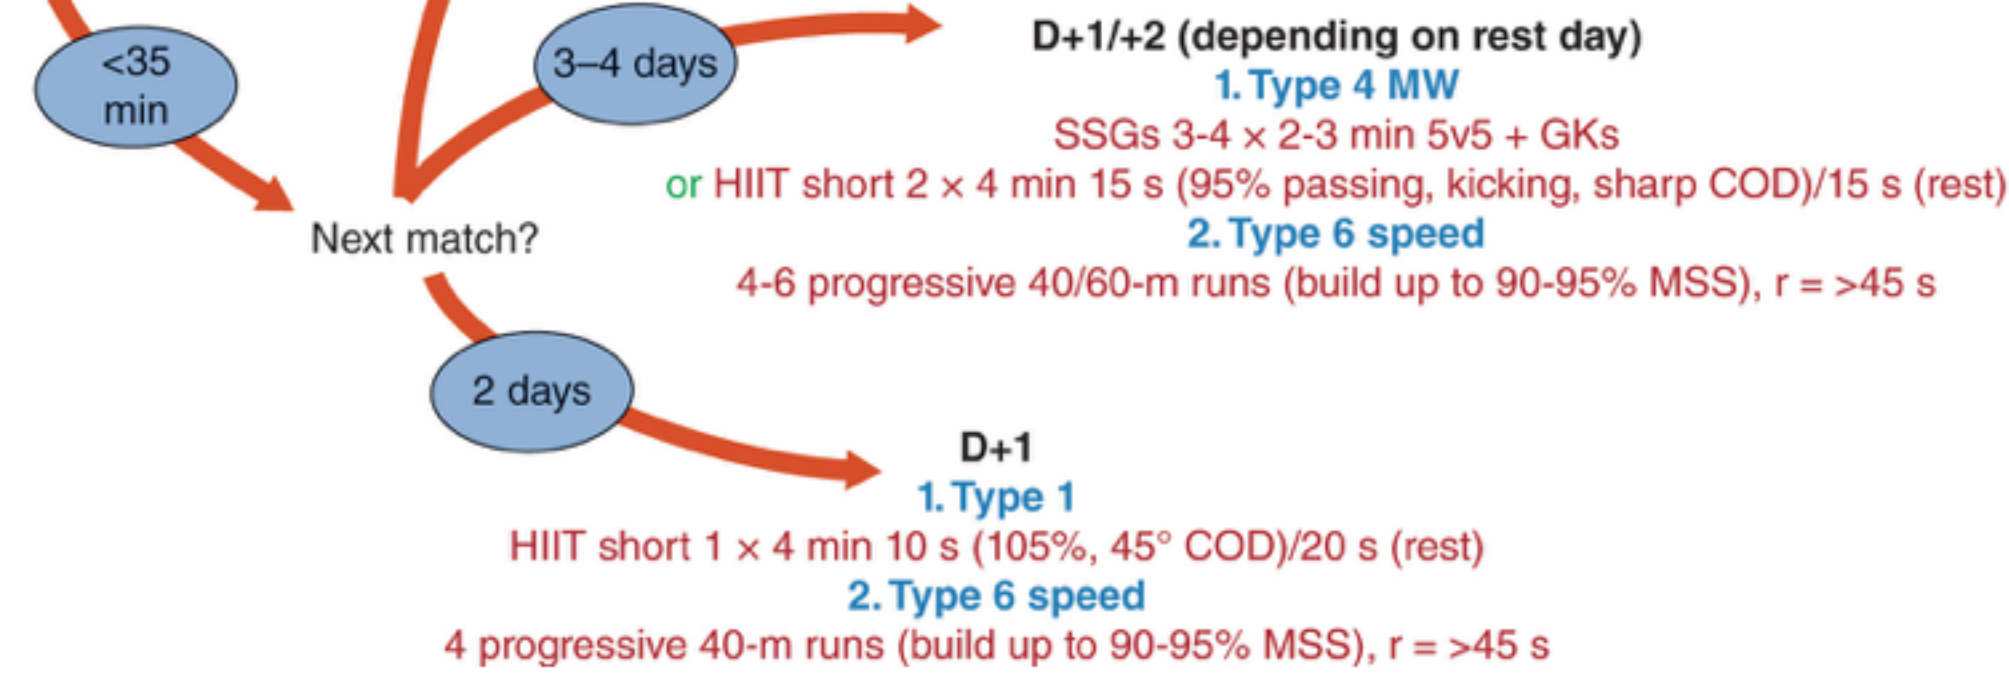 <35
min
3–4 days
D+1/+2 (depending on rest day)
1. Type 4 MW
SSGs 3-4 × 2-3 min 5v5 + GKs
or HIIT short 2 × 4 min 15 s (95% passing, kicking, sharp COD)/15 s (rest)
2. Type 6 speed
4-6 progressive 40/60-m runs (build up to 90-95% MSS), r = >45 s
Next match?
2 days
D+1
1. Type 1
HIIT short 1 × 4 min 10 s (105%, 45° COD)/20 s (rest)
2. Type 6 speed
4 progressive 40-m runs (build up to 90-95% MSS), r = >45 s